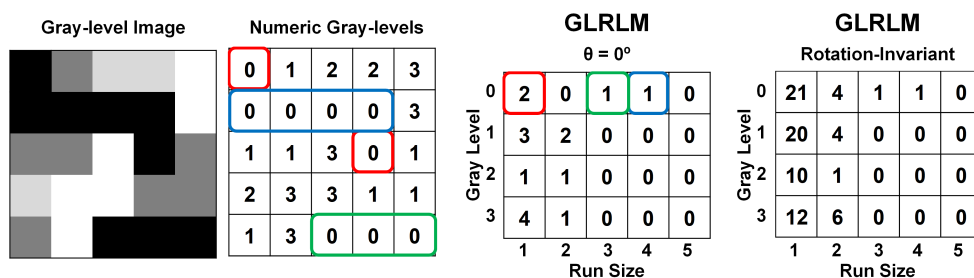 Gray-level Image
Numeric Gray-levels
0 1 2 2 3
0 0 0 0 3
1 1 3 0 1
2 3 3 1 1
1 3 0 0 0
GLRLM
θ = 0º
Gray Level
0 2 0 1 1 0
1 3 2 0 0 0
2 1 1 0 0 0
3 4 1 0 0 0
1 2 3 4 5
Run Size
GLRLM
Rotation-Invariant
Gray Level
0 21 4 1 1 0
1 20 4 0 0 0
2 10 1 0 0 0
3 12 6 0 0 0
1 2 3 4 5
Run Size